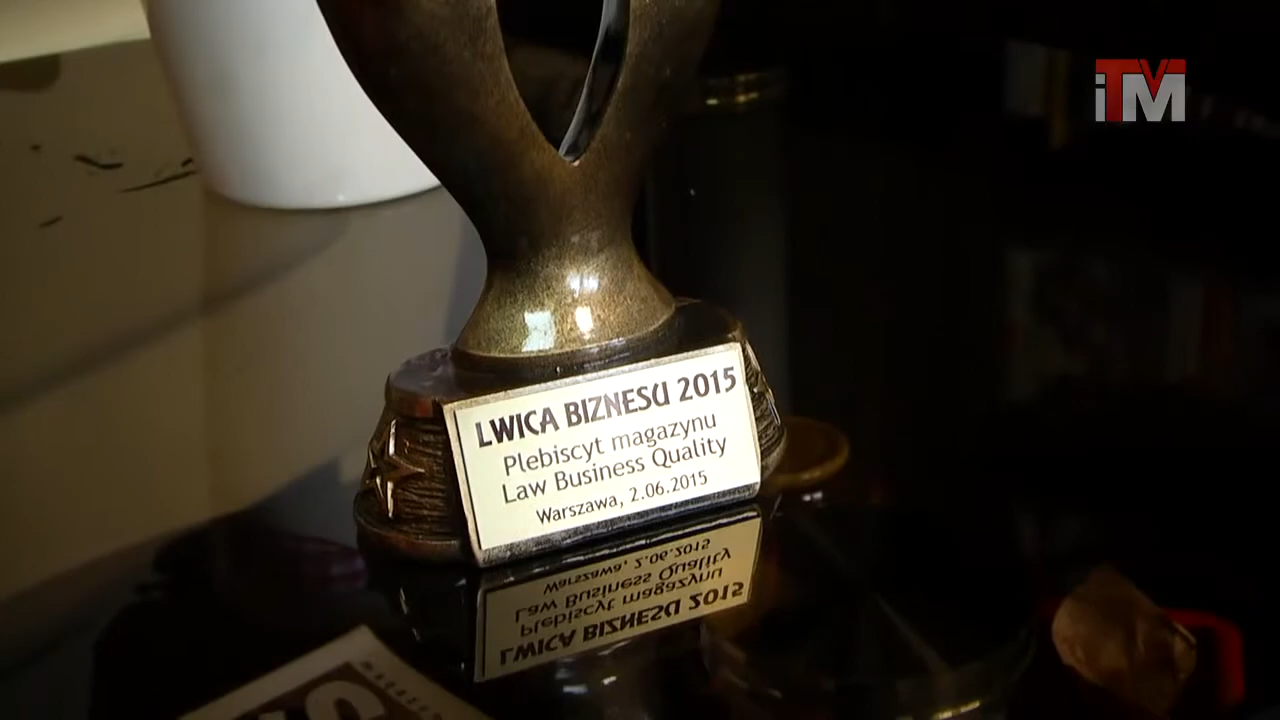 iTVM
LWICA BIZNESU 2015
Plebiscyt magazynu
Law Business Quality
Warszawa, 2.06.2015